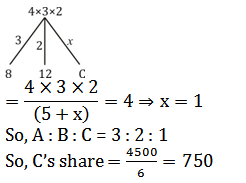 4×3×2
3 2 x
8 12 C
= 4 × 3 × 2 / (5 + x) = 4 ⇒ x = 1
So, A : B : C = 3 : 2 : 1
So, C's share = 4500 / 6 = 750